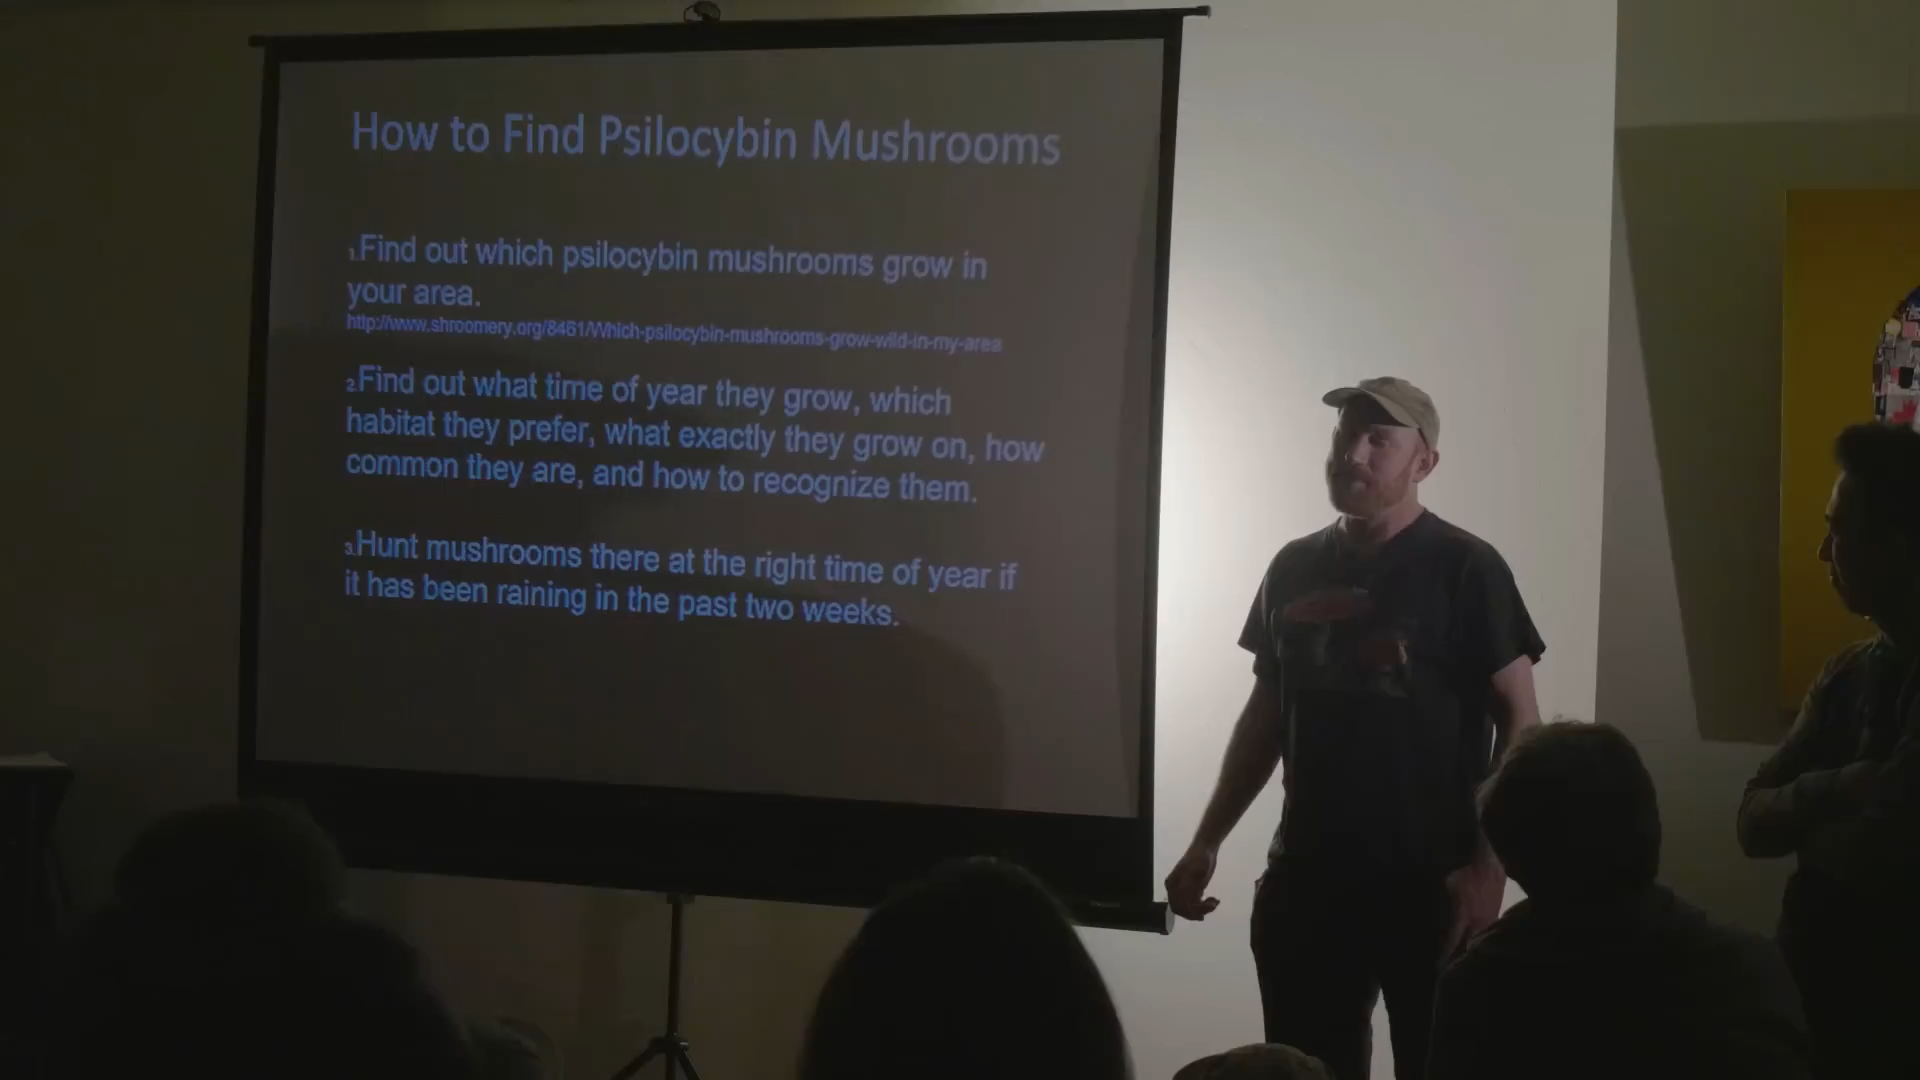 How to Find Psilocybin Mushrooms
1.Find out which psilocybin mushrooms grow in
your area.
http://www.shroomery.org/8461/Which-psilocybin-mushrooms-grow-wild-in-my-area
2.Find out what time of year they grow, which
habitat they prefer, what exactly they grow on, how
common they are, and how to recognize them.
3.Hunt mushrooms there at the right time of year if
it has been raining in the past two weeks.